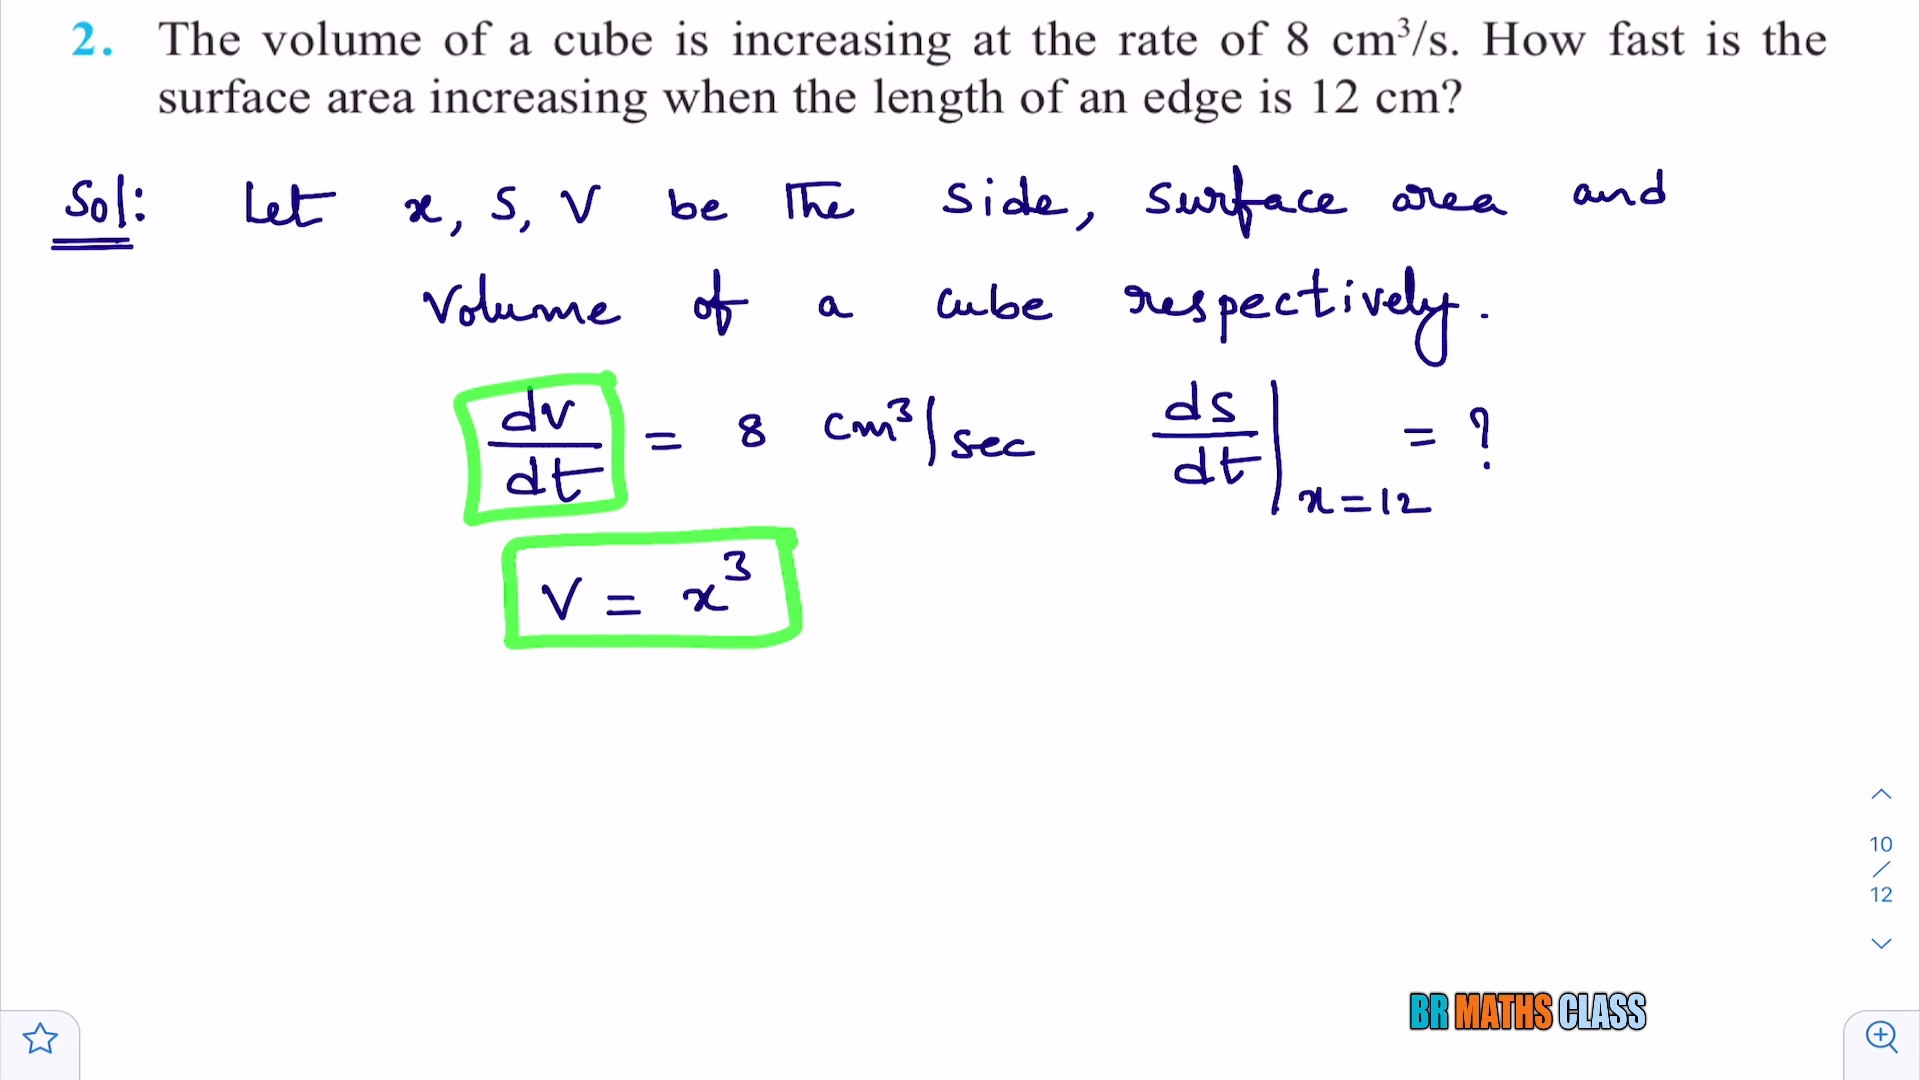 2. The volume of a cube is increasing at the rate of 8 cm³/s. How fast is the
surface area increasing when the length of an edge is 12 cm?
Sol: Let x, S, V be the side, surface area and
Volume of a cube respectively.
dv/dt = 8 cm³/sec ds/dt|x=12 = ?
V = x³
10
/
12
BR MATHS CLASS